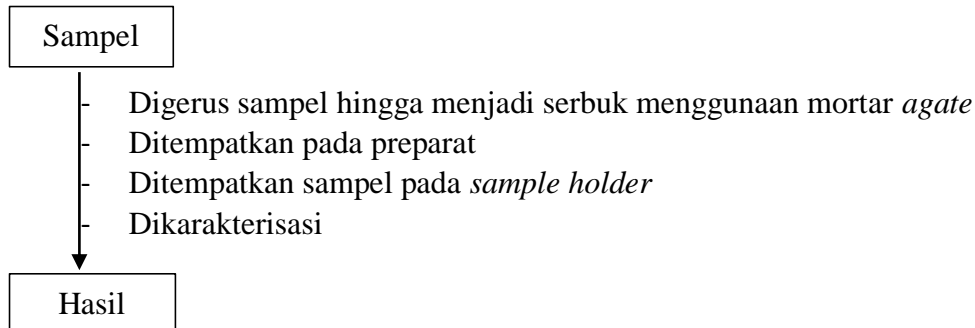 Sampel
- Digerus sampel hingga menjadi serbuk menggunaan mortar agate
- Ditempatkan pada preparat
- Ditempatkan sampel pada sample holder
- Dikarakterisasi
Hasil